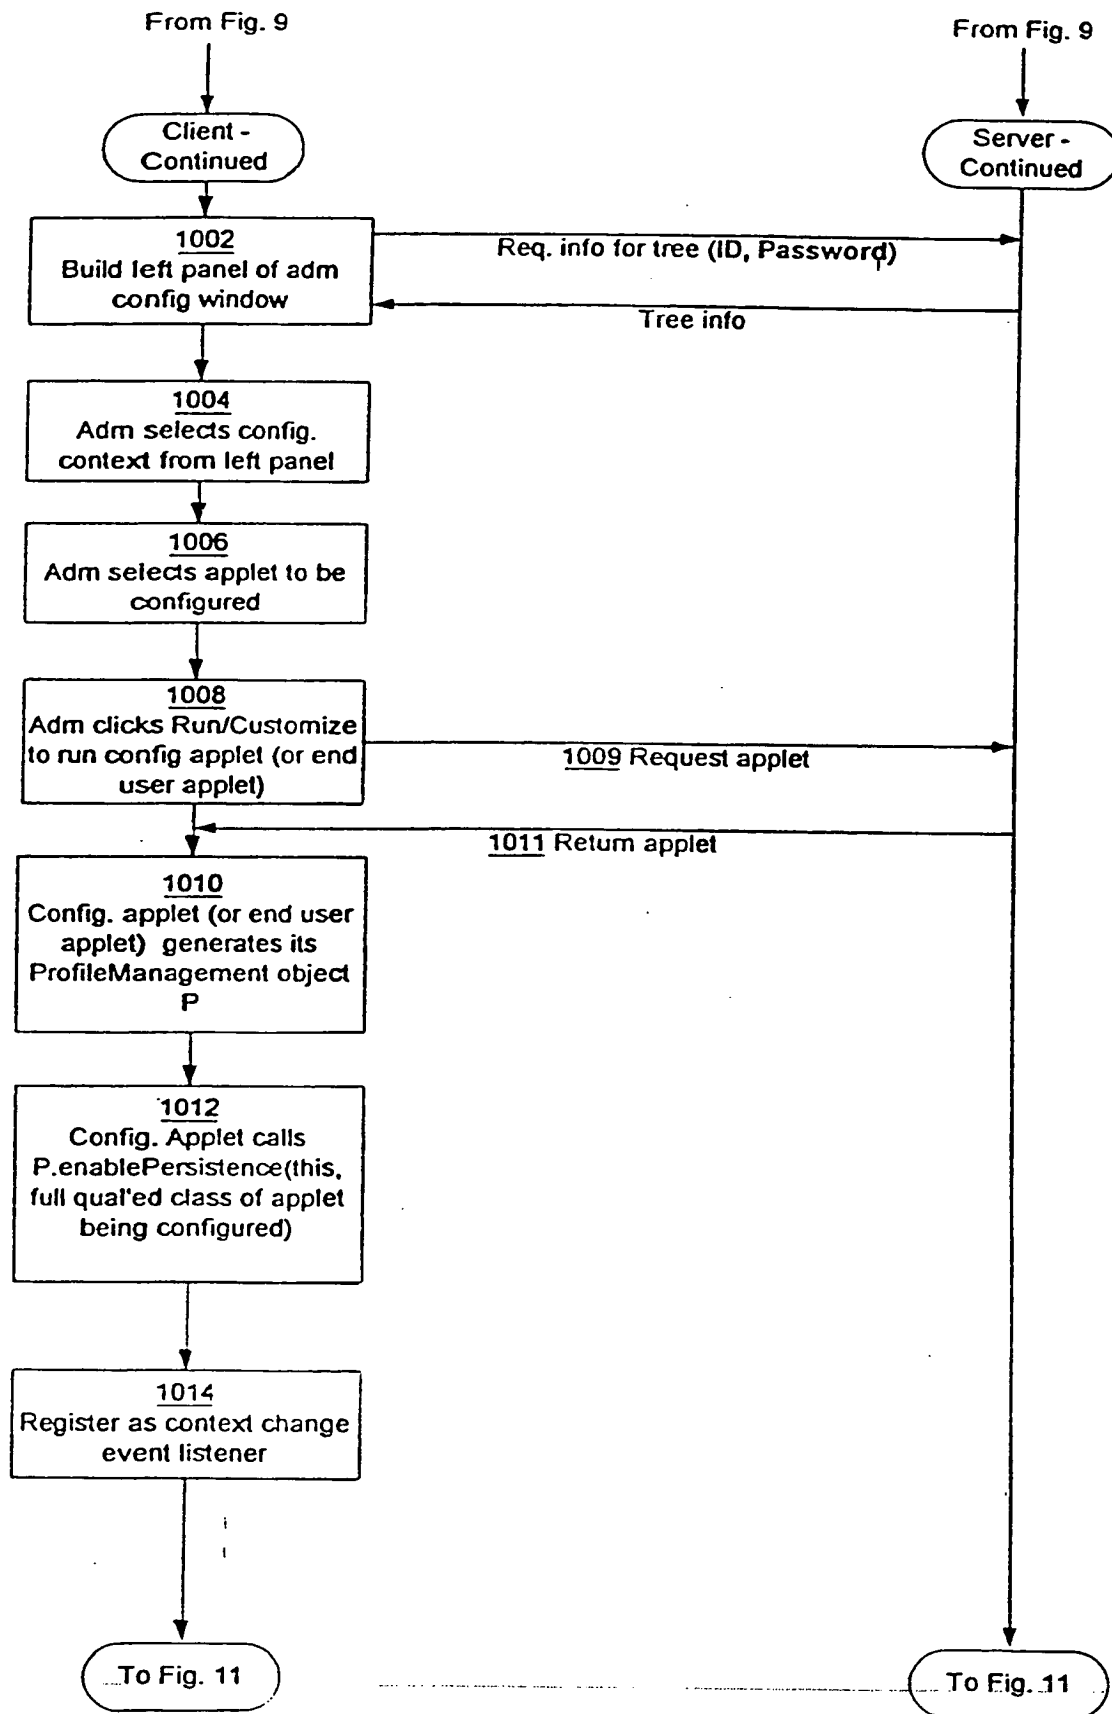 From Fig. 9
From Fig. 9
Client -
Continued
Server -
Continued
1002
Build left panel of adm
config window
Req. info for tree (ID, Password)
Tree info
1004
Adm selects config.
context from left panel
1006
Adm selects applet to be
configured
1008
Adm clicks Run/Customize
to run config applet (or end
user applet)
1009 Request applet
1011 Return applet
1010
Config. applet (or end user
applet) generates its
ProfileManagement object
P
1012
Config. Applet calls
P.enablePersistence(this,
full qual'ed class of applet
being configured)
1014
Register as context change
event listener
To Fig. 11
To Fig. 11